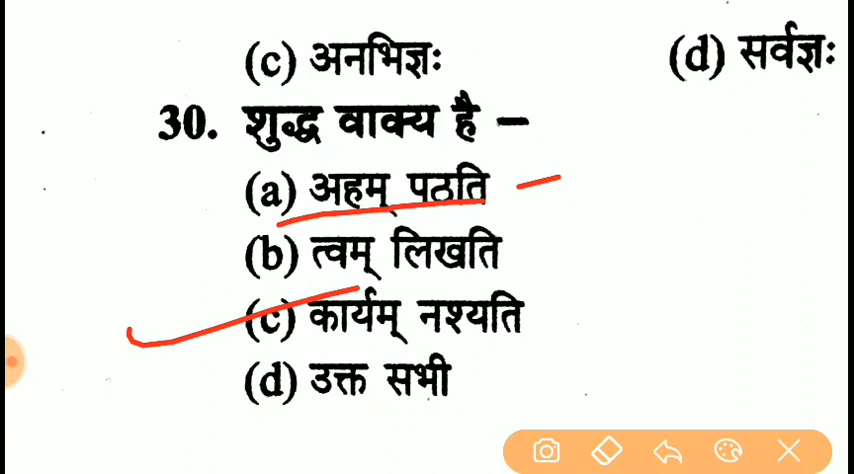 (c) अनभिज्ञः (d) सर्वज्ञः
30. शुद्ध वाक्य है –
(a) अहम् पठति
(b) त्वम् लिखति
(c) कार्यम् नश्यति
(d) उक्त सभी